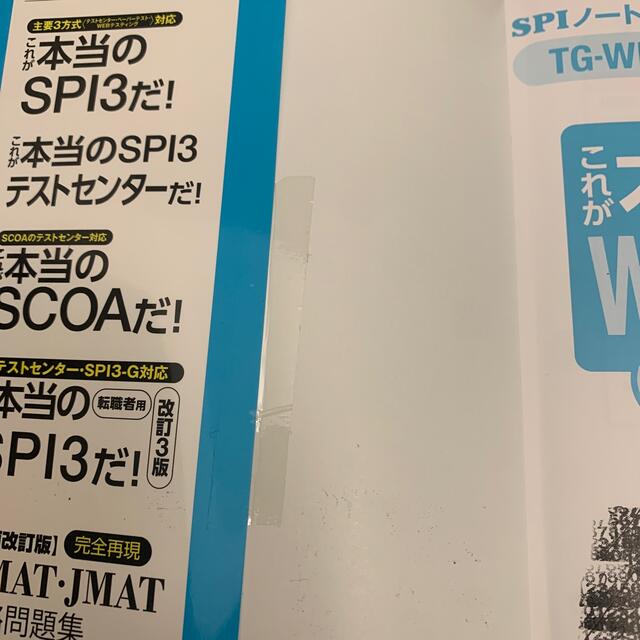 主要3方式〈テストセンター・ペーパーテスト・WEBテスティング〉対応
これが本当の
SPI3だ!
これが本当のSPI3
テストセンターだ!
SCOAのテストセンター対応
本当の
SCOAだ!
テストセンター・SPI3-G対応
本当の 転職者用 改訂3版
SPI3だ!
改訂版】 完全再現
MAT・JMAT
問題集
SPIノート
TG-W
これが
W